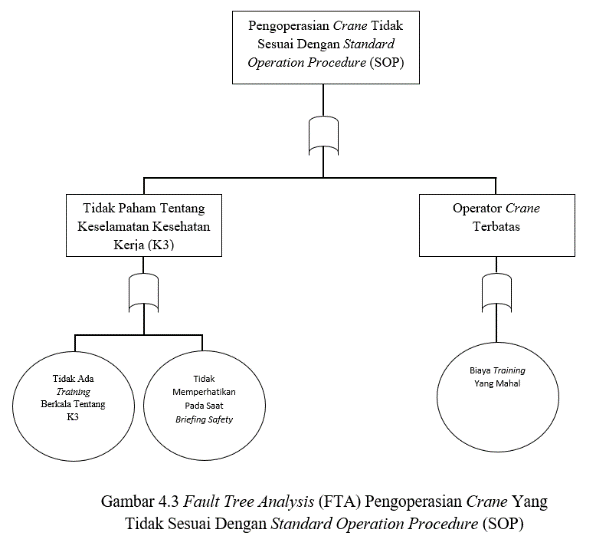 Pengoperasian Crane Tidak
Sesuai Dengan Standard
Operation Procedure (SOP)
Tidak Paham Tentang
Keselamatan Kesehatan
Kerja (K3)
Operator Crane
Terbatas
Tidak Ada
Training
Berkala Tentang
K3
Tidak
Memperhatikan
Pada Saat
Briefing Safety
Biaya Training
Yang Mahal
Gambar 4.3 Fault Tree Analysis (FTA) Pengoperasian Crane Yang
Tidak Sesuai Dengan Standard Operation Procedure (SOP)